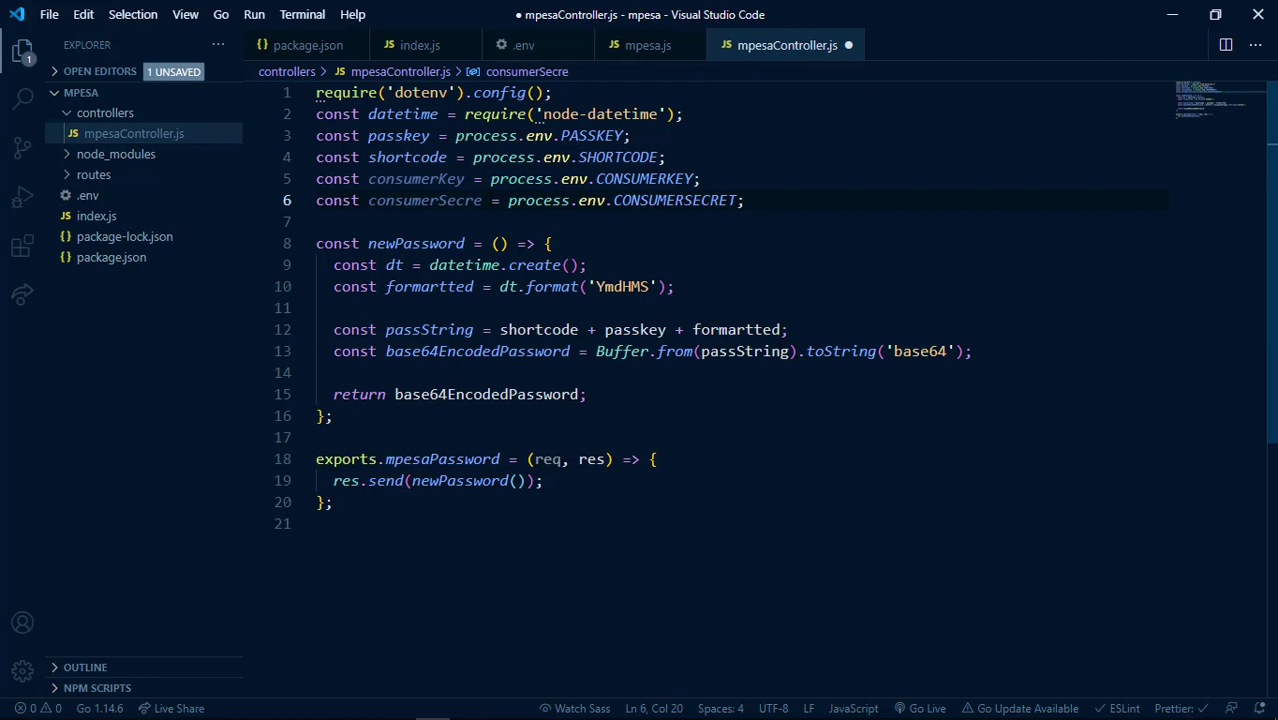 File Edit Selection View Go Run Terminal Help
● mpesaController.js - mpesa - Visual Studio Code
EXPLORER
{} package.json
JS index.js
.env
JS mpesa.js
JS mpesaController.js
1
OPEN EDITORS 1 UNSAVED
controllers > JS mpesaController.js > consumerSecre
MPESA
controllers
JS mpesaController.js
node_modules
routes
.env
JS index.js
{} package-lock.json
{} package.json
1 require('dotenv').config();
2 const datetime = require('node-datetime');
3 const passkey = process.env.PASSKEY;
4 const shortcode = process.env.SHORTCODE;
5 const consumerKey = process.env.CONSUMERKEY;
6 const consumerSecre = process.env.CONSUMERSECRET;
7
8 const newPassword = () => {
9 const dt = datetime.create();
10 const formartted = dt.format('YmdHMS');
11
12 const passString = shortcode + passkey + formartted;
13 const base64EncodedPassword = Buffer.from(passString).toString('base64');
14
15 return base64EncodedPassword;
16 };
17
18 exports.mpesaPassword = (req, res) => {
19 res.send(newPassword());
20 };
21
OUTLINE
NPM SCRIPTS
0 0 Go 1.14.6 Live Share Watch Sass Ln 6, Col 20 Spaces: 4 UTF-8 LF JavaScript Go Live Go Update Available ESLint Prettier: ✓